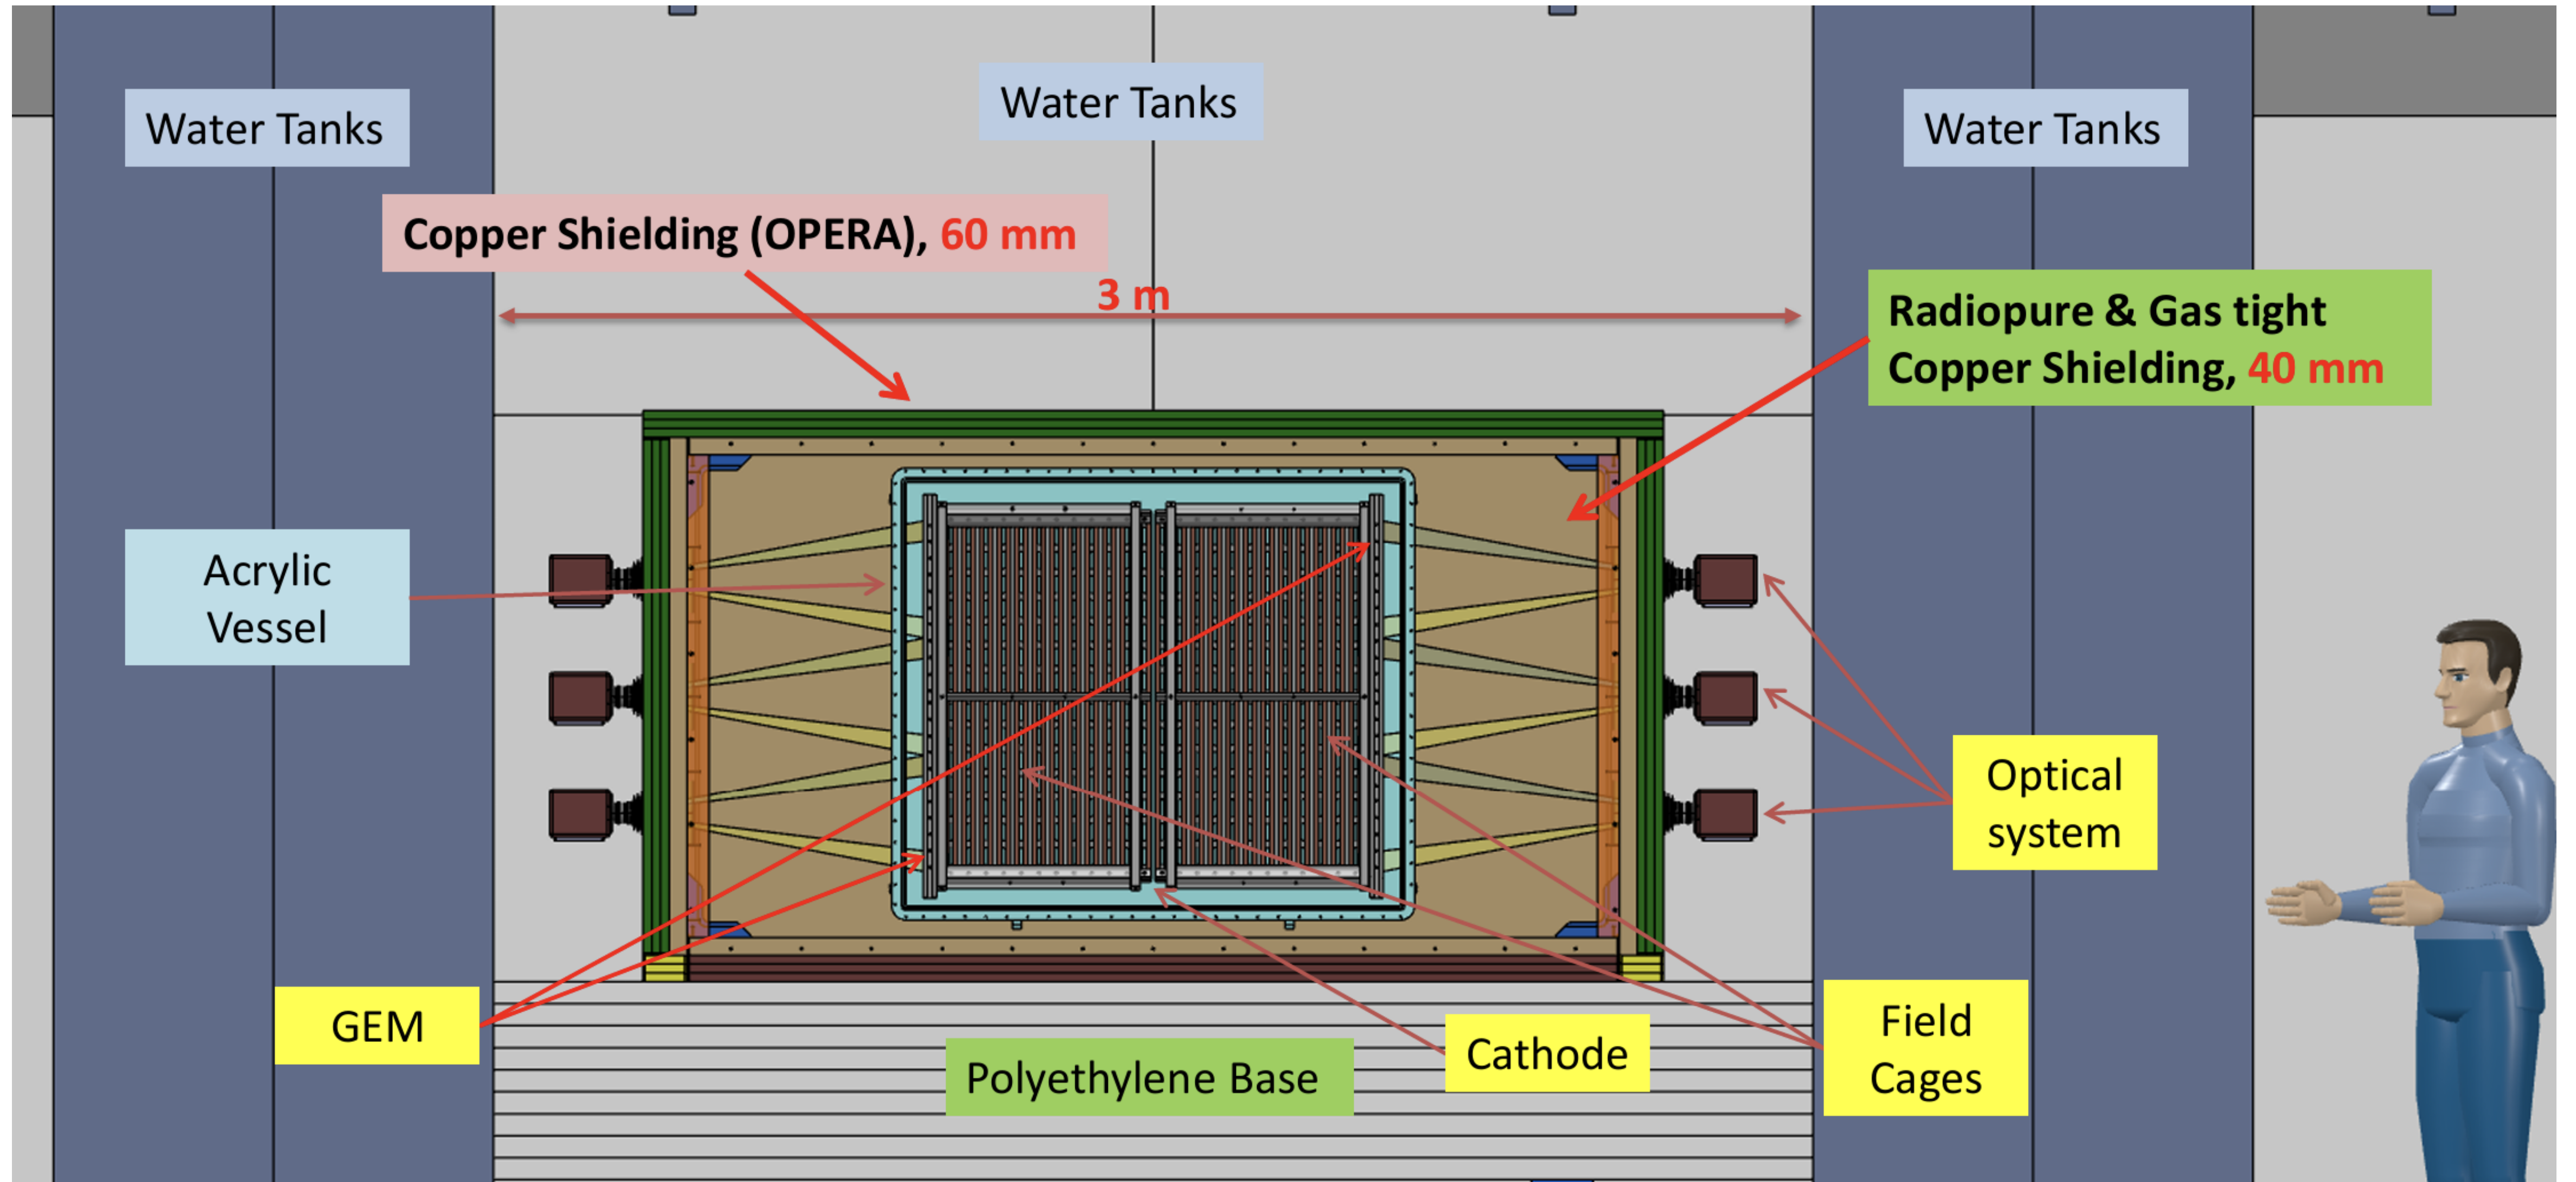 Water Tanks
Water Tanks
Water Tanks
Copper Shielding (OPERA), 60 mm
3 m
Radiopure & Gas tight
Copper Shielding, 40 mm
Acrylic
Vessel
Optical
system
GEM
Polyethylene Base
Cathode
Field
Cages